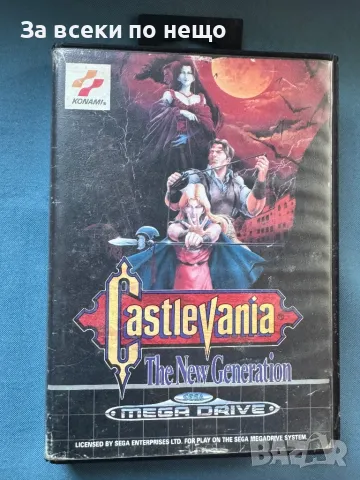 За всеки по нещо
KONAMI®
Castlevania
The New Generation
SEGA
MEGA DRIVE
LICENSED BY SEGA ENTERPRISES LTD. FOR PLAY ON THE SEGA MEGADRIVE SYSTEM.
BAZAR